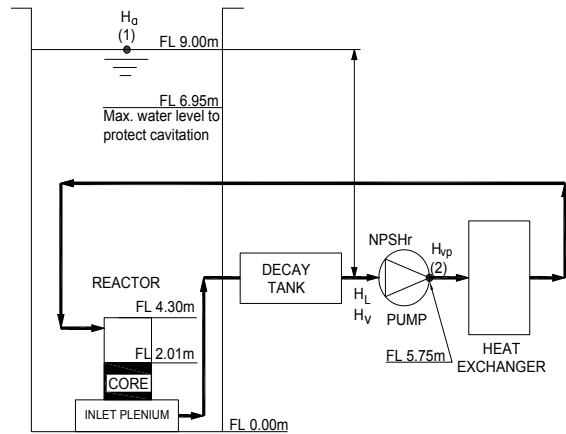 Ha
(1)
FL 9.00m
FL 6.95m
Max. water level to
protect cavitation
NPSHr
Hvp
(2)
DECAY
TANK
REACTOR
HL
HV
PUMP
FL 4.30m
HEAT
EXCHANGER
FL 5.75m
FL 2.01m
CORE
INLET PLENIUM
FL 0.00m